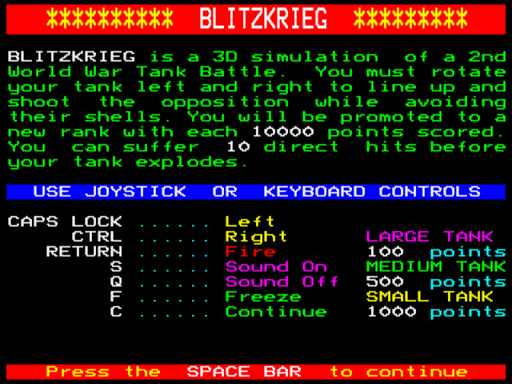 ********** BLITZKRIEG *********
BLITZKRIEG is a 3D simulation of a 2nd
World War Tank Battle. You must rotate
your tank left and right to line up and
shoot the opposition while avoiding
their shells. You will be promoted to a
new rank with each 10000 points scored.
You can suffer 10 direct hits before
your tank explodes.
USE JOYSTICK OR KEYBOARD CONTROLS
CAPS LOCK ...... Left
CTRL ...... Right LARGE TANK
RETURN ...... Fire 100 points
S ...... Sound On MEDIUM TANK
Q ...... Sound Off 500 points
F ...... Freeze SMALL TANK
C ...... Continue 1000 points
Press the SPACE BAR to continue